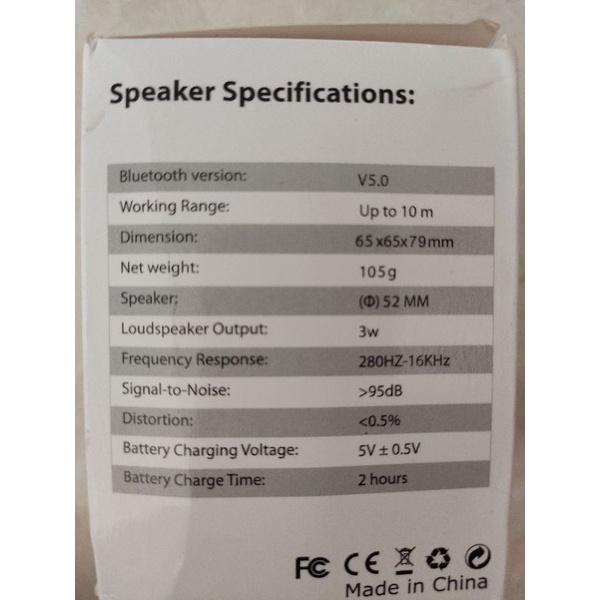 Speaker Specifications:
Bluetooth version: V5.0
Working Range: Up to 10 m
Dimension: 65x65x79mm
Net weight: 105g
Speaker: (Φ) 52 MM
Loudspeaker Output: 3w
Frequency Response: 280HZ-16KHz
Signal-to-Noise: >95dB
Distortion: <0.5%
Battery Charging Voltage: 5V ± 0.5V
Battery Charge Time: 2 hours
FC CE
Made in China